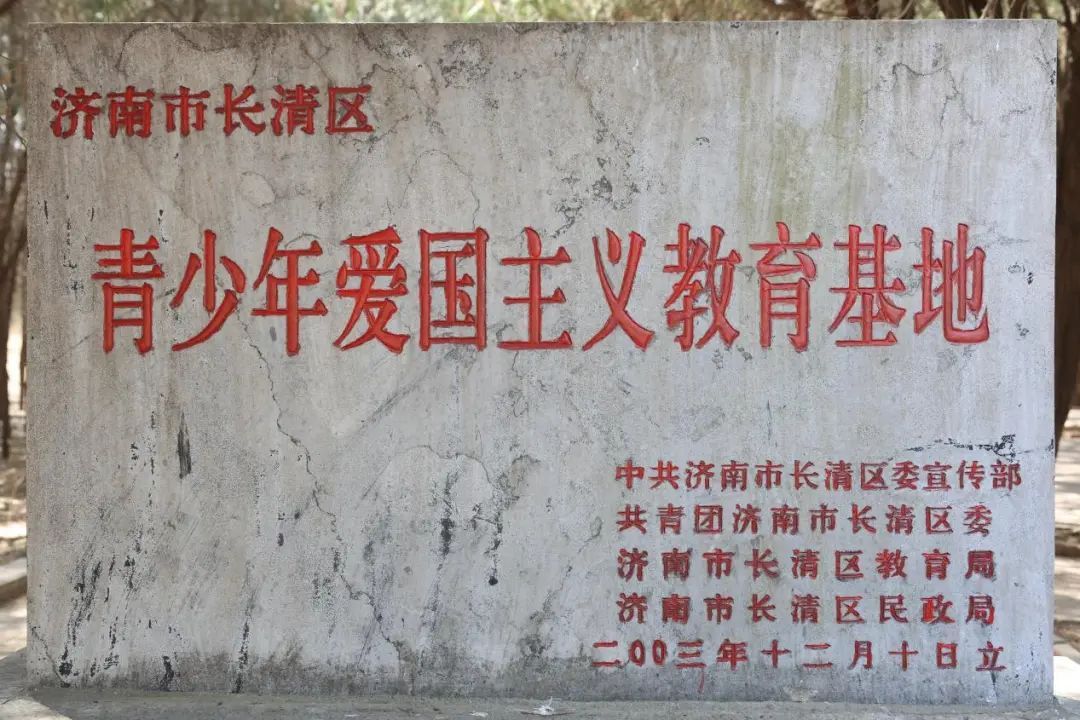 济南市长清区
青少年爱国主义教育基地
中共济南市长清区委宣传部
共青团济南市长清区委
济南市长清区教育局
济南市长清区民政局
二00三年十二月十日立